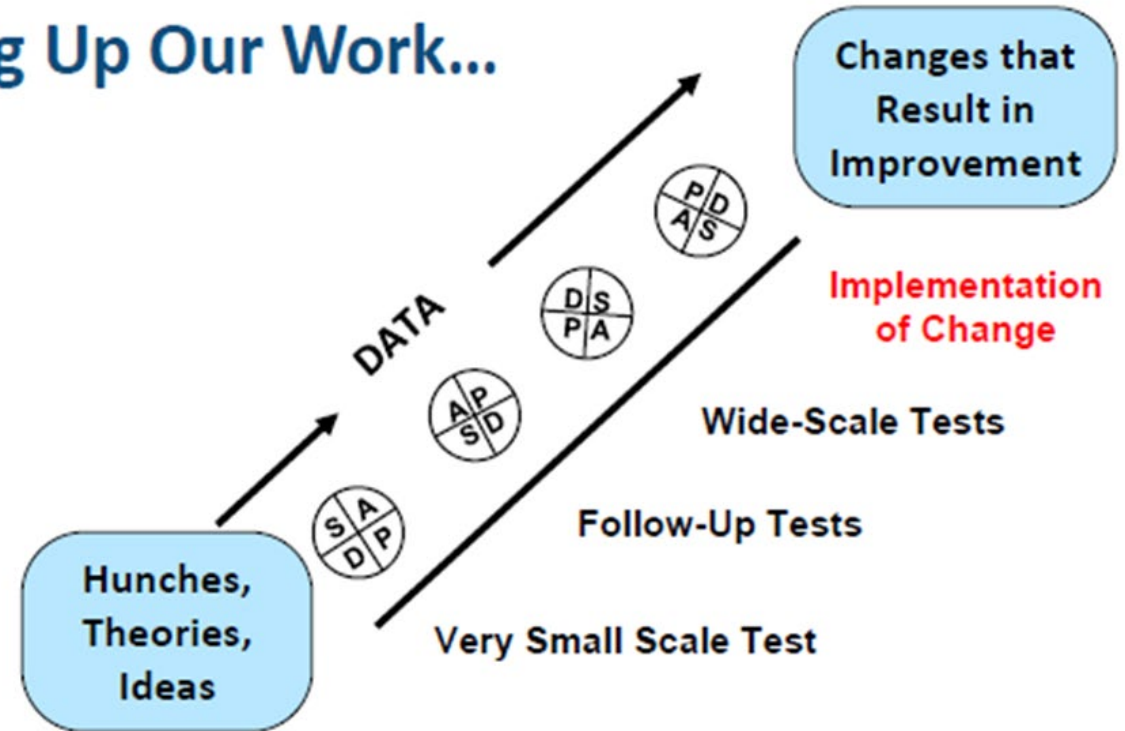 g Up Our Work...
Changes that
Result in
Improvement
P D
A S
Implementation
of Change
D S
P A
DATA
Wide-Scale Tests
A P
S D
Follow-Up Tests
S A
D P
Hunches,
Theories,
Ideas
Very Small Scale Test